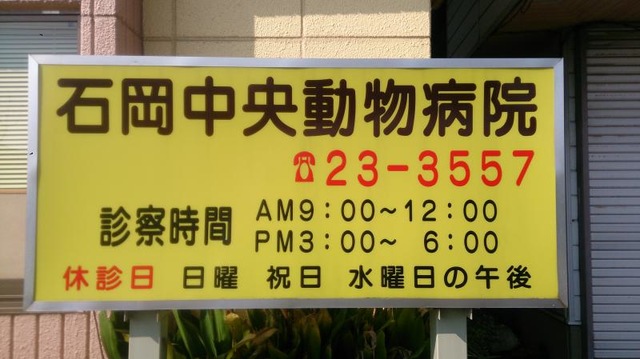 石岡中央動物病院
☎23-3557
診察時間 AM9:00~12:00
PM3:00~ 6:00
休診日 日曜 祝日 水曜日の午後